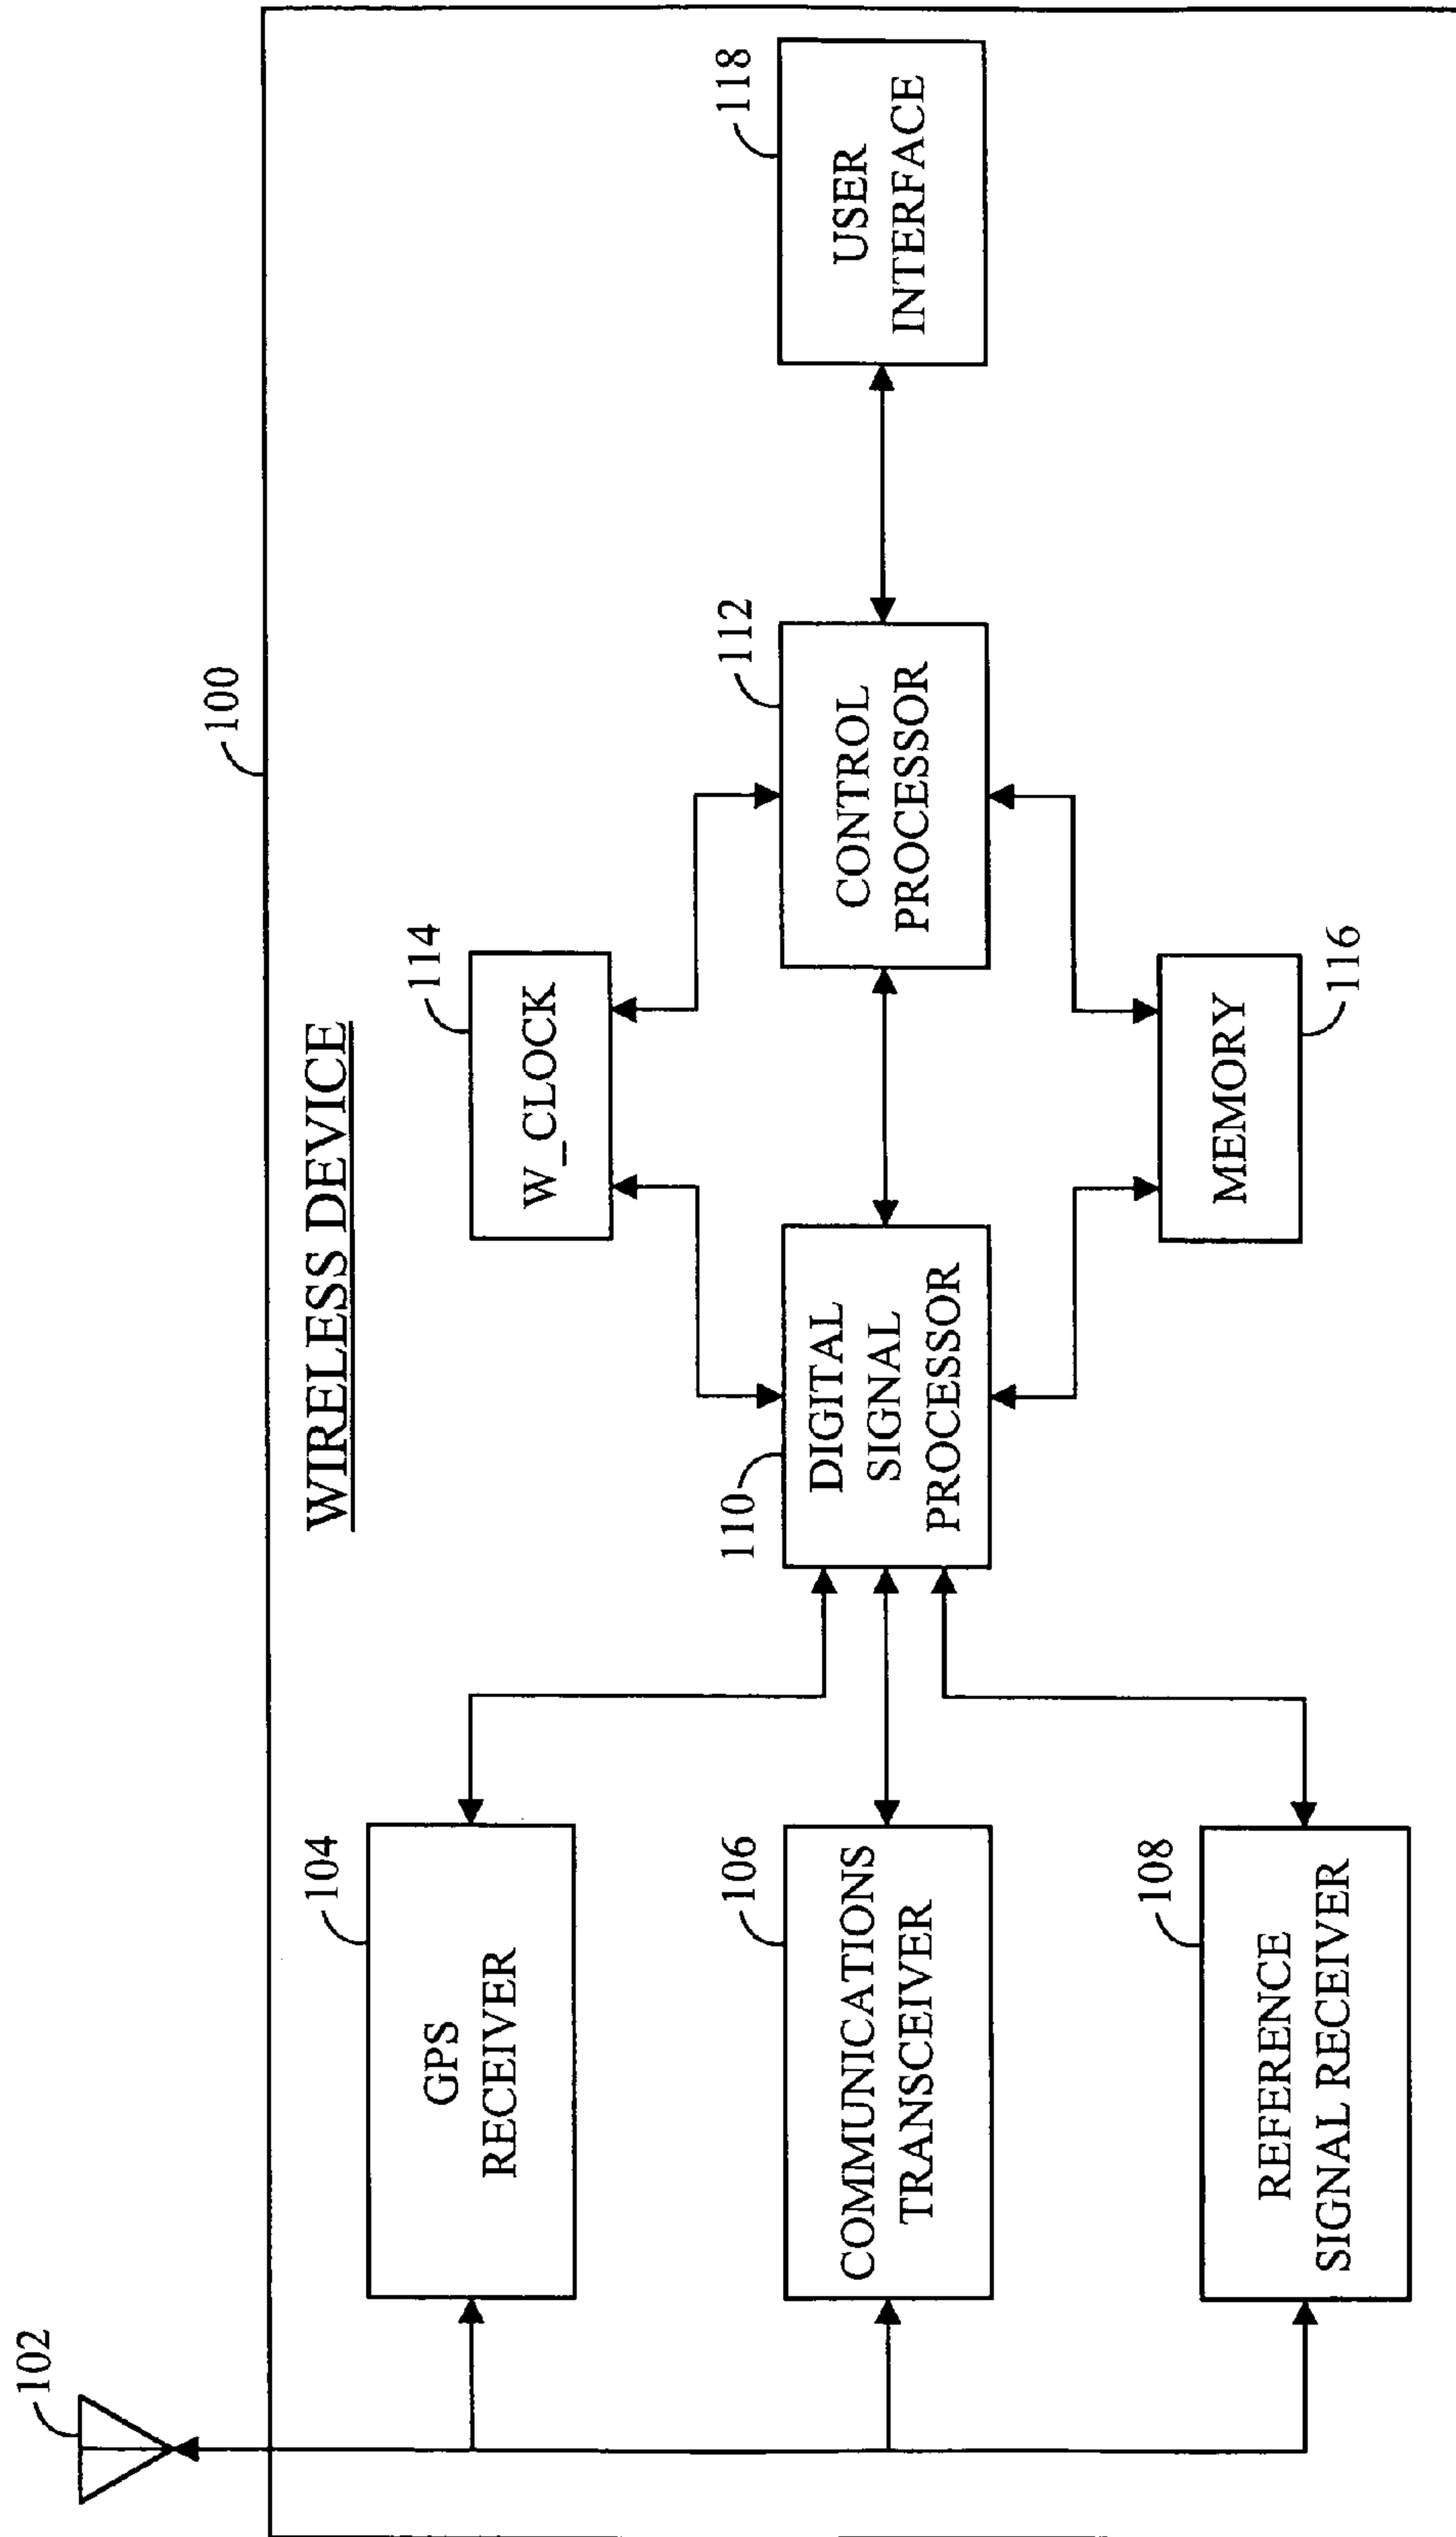 102
100
WIRELESS DEVICE
104
GPS
RECEIVER
106
COMMUNICATIONS
TRANSCEIVER
108
REFERENCE
SIGNAL RECEIVER
110
DIGITAL
SIGNAL
PROCESSOR
114
W_CLOCK
MEMORY
116
112
CONTROL
PROCESSOR
118
USER
INTERFACE